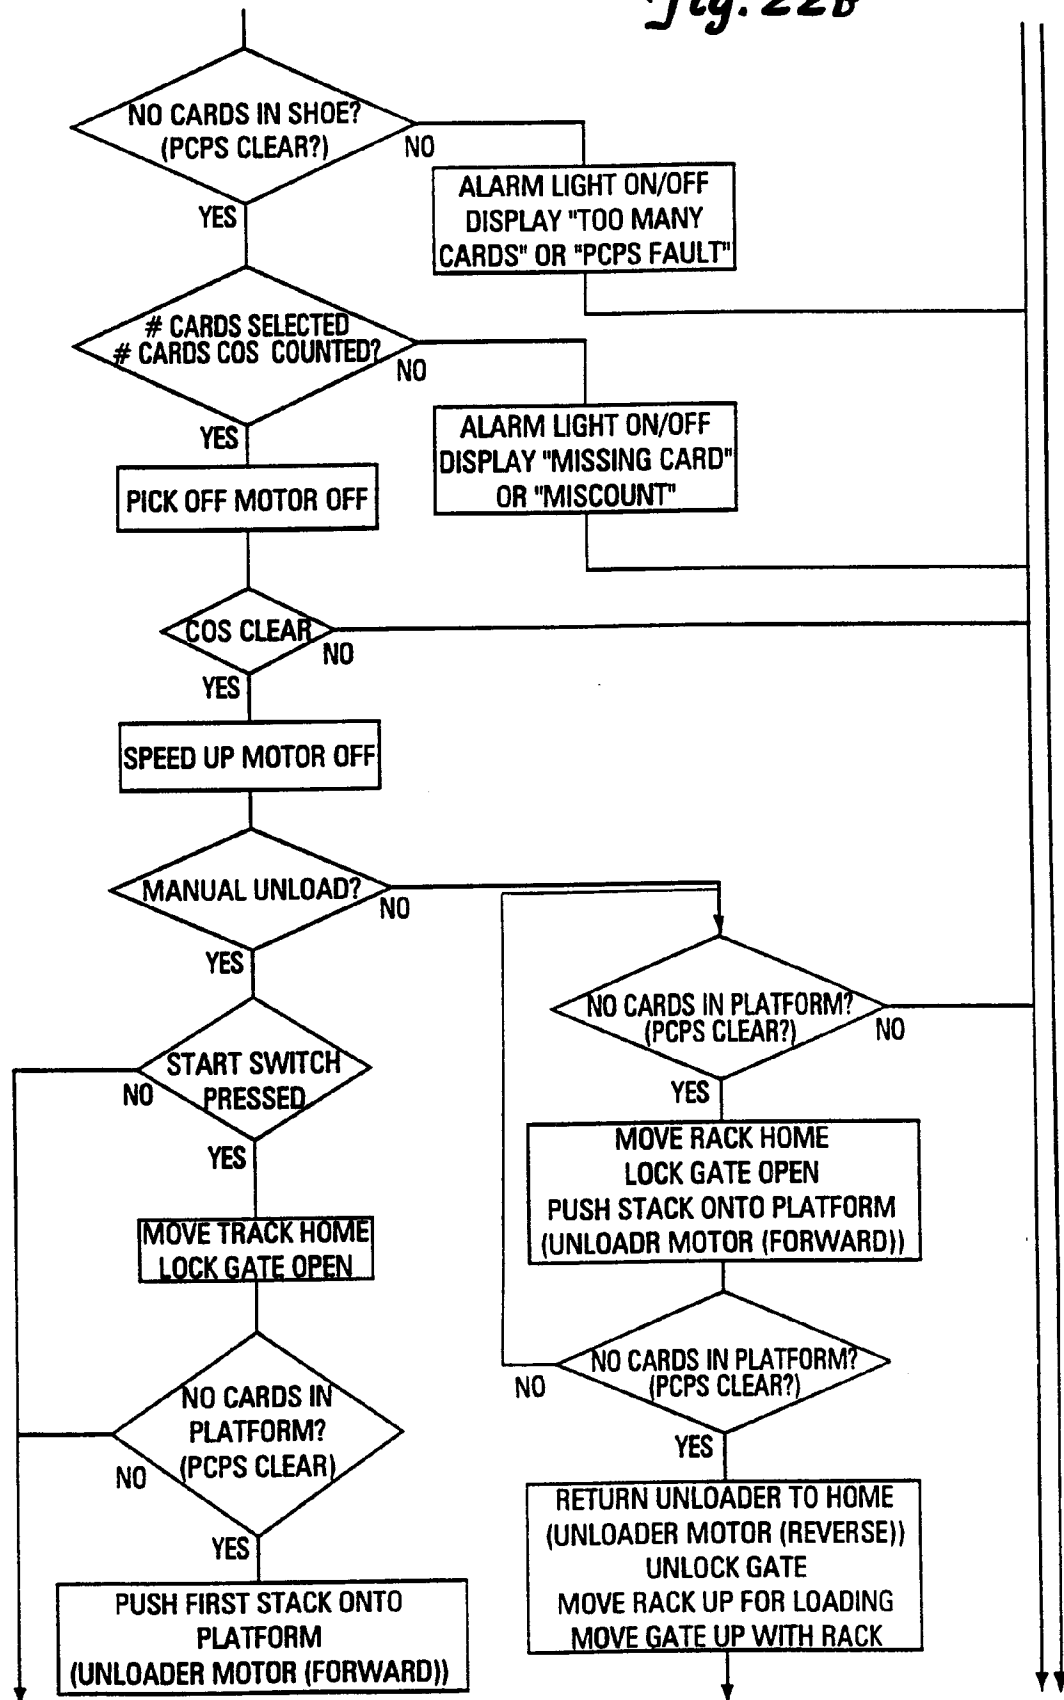 Fig. 22B
NO CARDS IN SHOE?
(PCPS CLEAR?)
NO
YES
ALARM LIGHT ON/OFF
DISPLAY "TOO MANY
CARDS" OR "PCPS FAULT"
# CARDS SELECTED
# CARDS COS COUNTED?
NO
YES
ALARM LIGHT ON/OFF
DISPLAY "MISSING CARD"
OR "MISCOUNT"
PICK OFF MOTOR OFF
COS CLEAR
NO
YES
SPEED UP MOTOR OFF
MANUAL UNLOAD?
NO
YES
START SWITCH
PRESSED
NO
YES
MOVE TRACK HOME
LOCK GATE OPEN
NO CARDS IN
PLATFORM?
(PCPS CLEAR)
NO
YES
PUSH FIRST STACK ONTO
PLATFORM
(UNLOADER MOTOR (FORWARD))
NO CARDS IN PLATFORM?
(PCPS CLEAR?)
NO
YES
MOVE RACK HOME
LOCK GATE OPEN
PUSH STACK ONTO PLATFORM
(UNLOADR MOTOR (FORWARD))
NO CARDS IN PLATFORM?
(PCPS CLEAR?)
NO
YES
RETURN UNLOADER TO HOME
(UNLOADER MOTOR (REVERSE))
UNLOCK GATE
MOVE RACK UP FOR LOADING
MOVE GATE UP WITH RACK